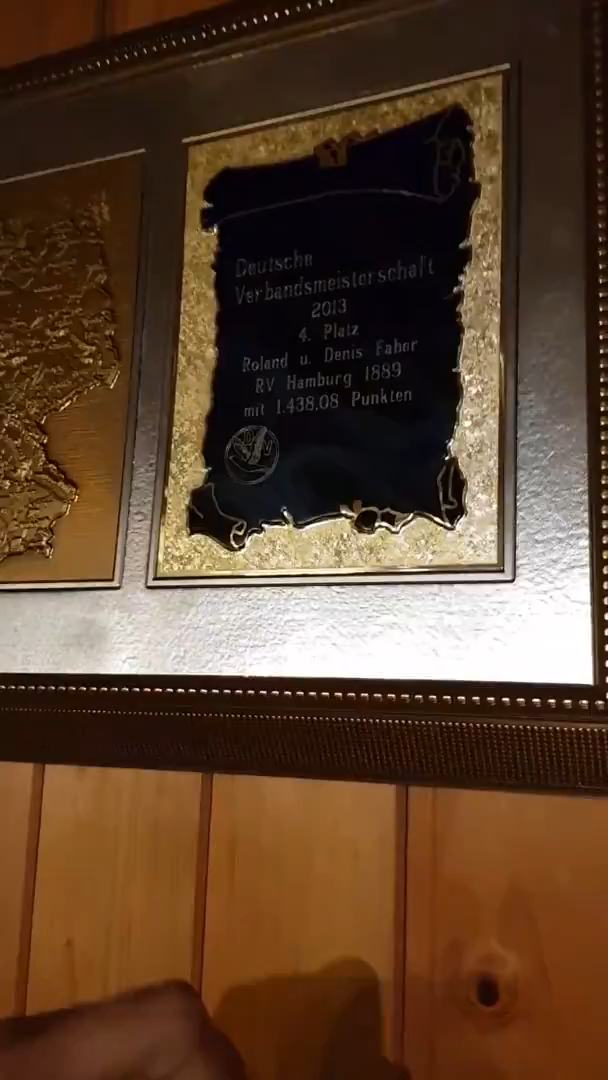 Deutsche
Verbandsmeisterschaft
2013
4. Platz
Roland u. Denis Faber
RV Hamburg 1889
mit 1.438,08 Punkten